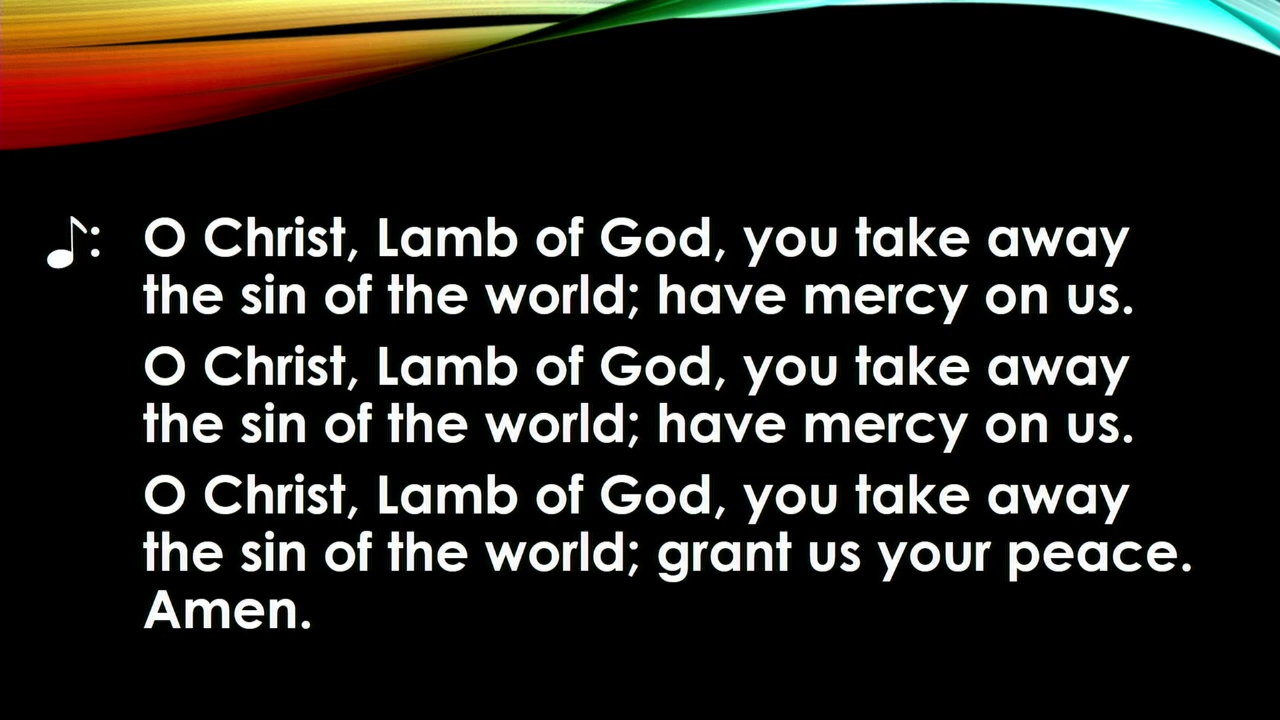 ♪: O Christ, Lamb of God, you take away
the sin of the world; have mercy on us.
O Christ, Lamb of God, you take away
the sin of the world; have mercy on us.
O Christ, Lamb of God, you take away
the sin of the world; grant us your peace.
Amen.